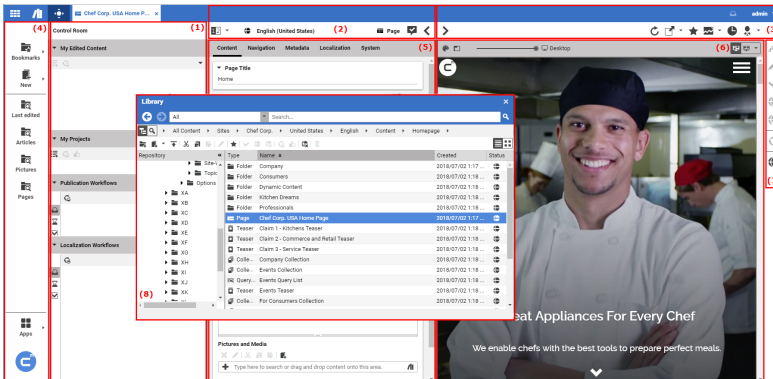 Chef Corp. USA Home P... ×
admin
(4)
Control Room
(1)
English (United States)
(2)
Page
Bookmarks
New
Last edited
Articles
Pictures
Pages
Apps
My Edited Content
My Projects
Publication Workflows
Localization Workflows
Content Navigation Metadata Localization System
(5)
Page Title
Home
Desktop
(6)
Library ×
All
Search...
All Content Sites Chef Corp. United States English Content Homepage
Repository Type Name Created Status
Site-
Topic
Options
XA
XB
XC
XD
XE
XF
XG
XH
XI
XJ
XK
Folder Company 2018/07/02 1:17 ...
Folder Consumers 2018/07/02 1:18 ...
Folder Dynamic Content 2018/07/02 1:18 ...
Folder Kitchen Dreams 2018/07/02 1:18 ...
Folder Professionals 2018/07/02 1:18 ...
Page Chef Corp. USA Home Page 2018/07/02 1:17 ...
Teaser Claim 1 - Kitchens Teaser 2018/07/02 1:18 ...
Teaser Claim 2 - Commerce and Retail Teaser 2018/07/02 1:18 ...
Teaser Claim 3 - Service Teaser 2018/07/02 1:18 ...
Colle... Company Collection 2018/07/02 1:18 ...
Colle... Events Collection 2018/07/02 1:18 ...
Query... Events Query List 2018/07/02 1:18 ...
Teaser Events Teaser 2018/07/02 1:18 ...
Colle... For Consumers Collection 2018/07/02 1:18 ...
(8)
Pictures and Media
Type here to search or drag and drop content onto this area.
eat Appliances For Every Chef
We enable chefs with the best tools to prepare perfect meals.